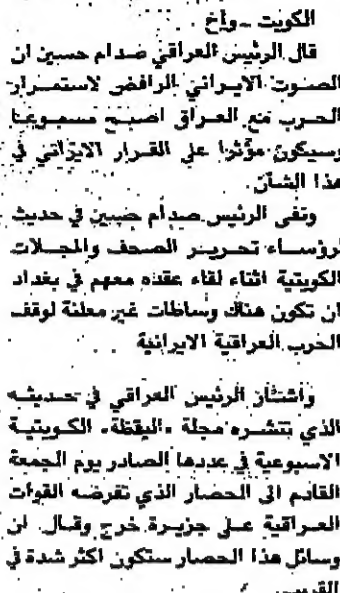 الكويت - واخ
قال الرئيس العراقي صدام حسين ان
الصوت الايراني الرافض لاستمرار
الحرب مع العراق اصبح مسموعا
وسيكون مؤثرا على القرار الايراني في
هذا الشأن.
ونفى الرئيس صدام حسين في حديث
لرؤساء تحرير الصحف والمجلات
الكويتية اثناء لقاء عقده معهم في بغداد
ان تكون هناك وساطات غير معلنة لوقف
الحرب العراقية الايرانية
واشار الرئيس العراقي في حديثه
الذي تنشره مجلة «اليقظة» الكويتية
الاسبوعية في عددها الصادر يوم الجمعة
القادم الى الحصار الذي تفرضه القوات
العراقية على جزيرة خرج وقال ان
وسائل هذا الحصار ستكون اكثر شدة في
القريب.